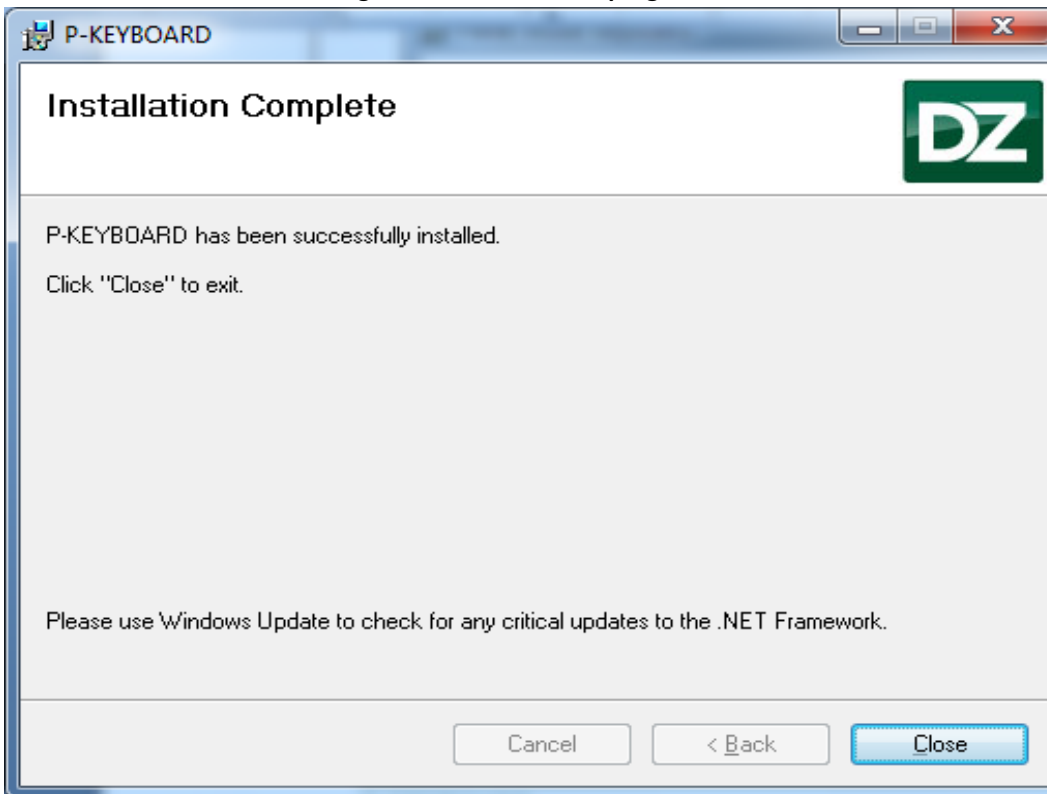 P-KEYBOARD
Installation Complete
DZ
P-KEYBOARD has been successfully installed.
Click "Close" to exit.
Please use Windows Update to check for any critical updates to the .NET Framework.
Cancel
< Back
Close